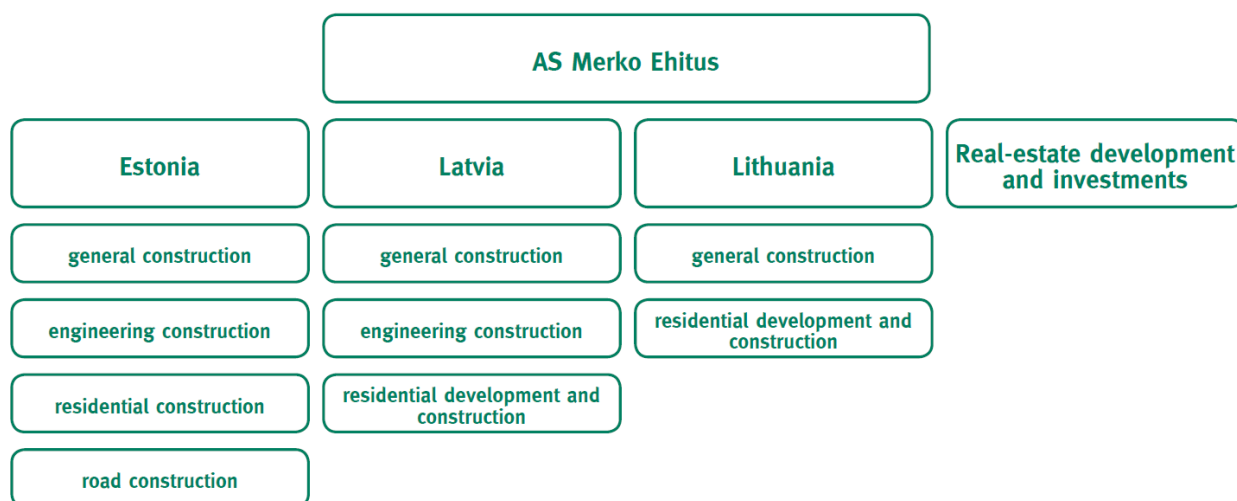 AS Merko Ehitus
Estonia
Latvia
Lithuania
Real-estate development
and investments
general construction
general construction
general construction
engineering construction
engineering construction
residential development and
construction
residential construction
residential development and
construction
road construction